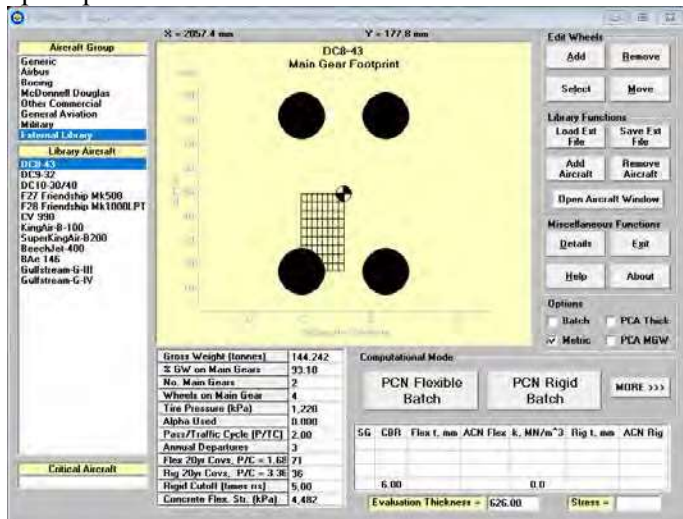 X = 2057.4 mm
Y = 177.8 mm
Aircraft Group
Generic
Airbus
Boeing
McDonnell Douglas
Other Commercial
General Aviation
Military
External Library
Library Aircraft
DC8-43
DC9-32
DC10-30/40
F27 Friendship Mk500
F28 Friendship Mk1000LPT
CV 990
KingAir-B-100
SuperKingAir-B200
BeechJet-400
BAe 146
Gulfstream-G-III
Gulfstream-G-IV
Critical Aircraft
DC8-43
Main Gear Footprint
Edit Wheels
Add Remove
Select Move
Library Functions
Load Ext File
Save Ext File
Add Aircraft
Remove Aircraft
Open Aircraft Window
Miscellaneous Functions
Details Exit
Help About
Options
Batch PCA Thick
Metric PCA MGW
Gross Weight (tonnes) 144.242
% GW on Main Gears 93.10
No. Main Gears 2
Wheels on Main Gear 4
Tire Pressure (kPa) 1,220
Alpha Used 0.000
Pass/Traffic Cycle (P/TC) 2.00
Annual Departures 3
Flex 20yr Covs, P/C = 1.68 71
Rig 20yr Covs, P/C = 3.36 36
Rigid Cutoff (times rs) 5.00
Concrete Flex. Str. (kPa) 4,482
Computational Mode
PCN Flexible Batch
PCN Rigid Batch
MORE >>>
SG CBR Flex t, mm ACN Flex k, MN/m^3 Rig t, mm ACN Rig
6.00 0.0
Evaluation Thickness = 626.00 Stress =